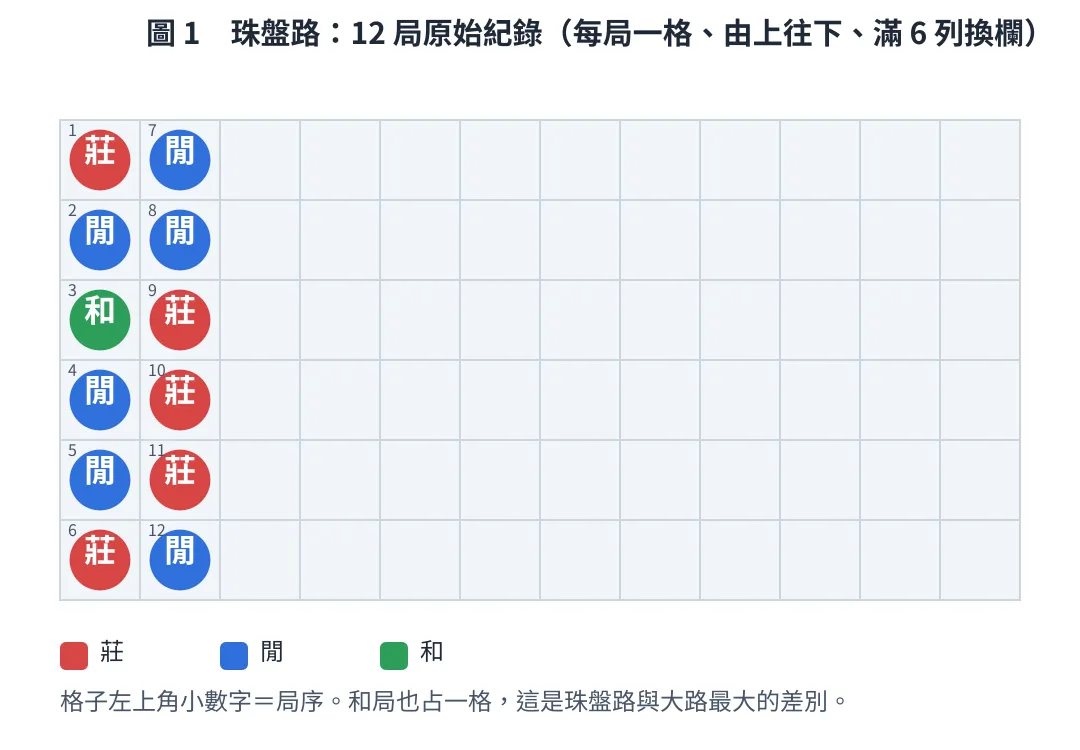 圖 1　珠盤路：12 局原始紀錄（每局一格、由上往下、滿 6 列換欄）
1 莊 7 閒
2 閒 8 閒
3 和 9 莊
4 閒 10 莊
5 閒 11 莊
6 莊 12 閒
莊 閒 和
格子左上角小數字＝局序。和局也占一格，這是珠盤路與大路最大的差別。